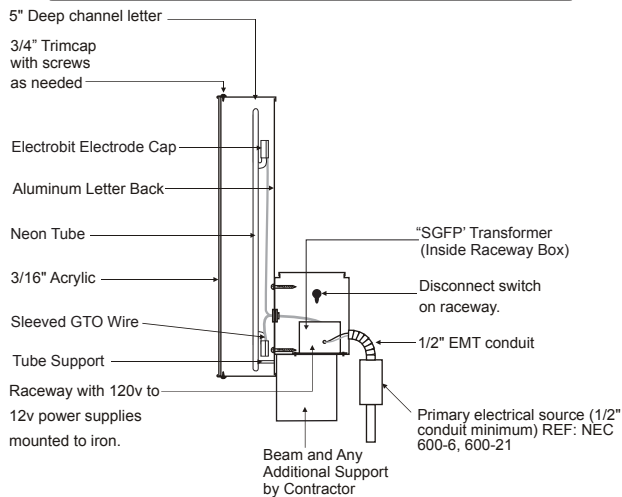 5" Deep channel letter
3/4” Trimcap
with screws
as needed
Electrobit Electrode Cap
Aluminum Letter Back
Neon Tube
3/16" Acrylic
Sleeved GTO Wire
Tube Support
Raceway with 120v to
12v power supplies
mounted to iron.
“SGFP’ Transformer
(Inside Raceway Box)
Disconnect switch
on raceway.
1/2" EMT conduit
Primary electrical source (1/2"
conduit minimum) REF: NEC
600-6, 600-21
Beam and Any
Additional Support
by Contractor